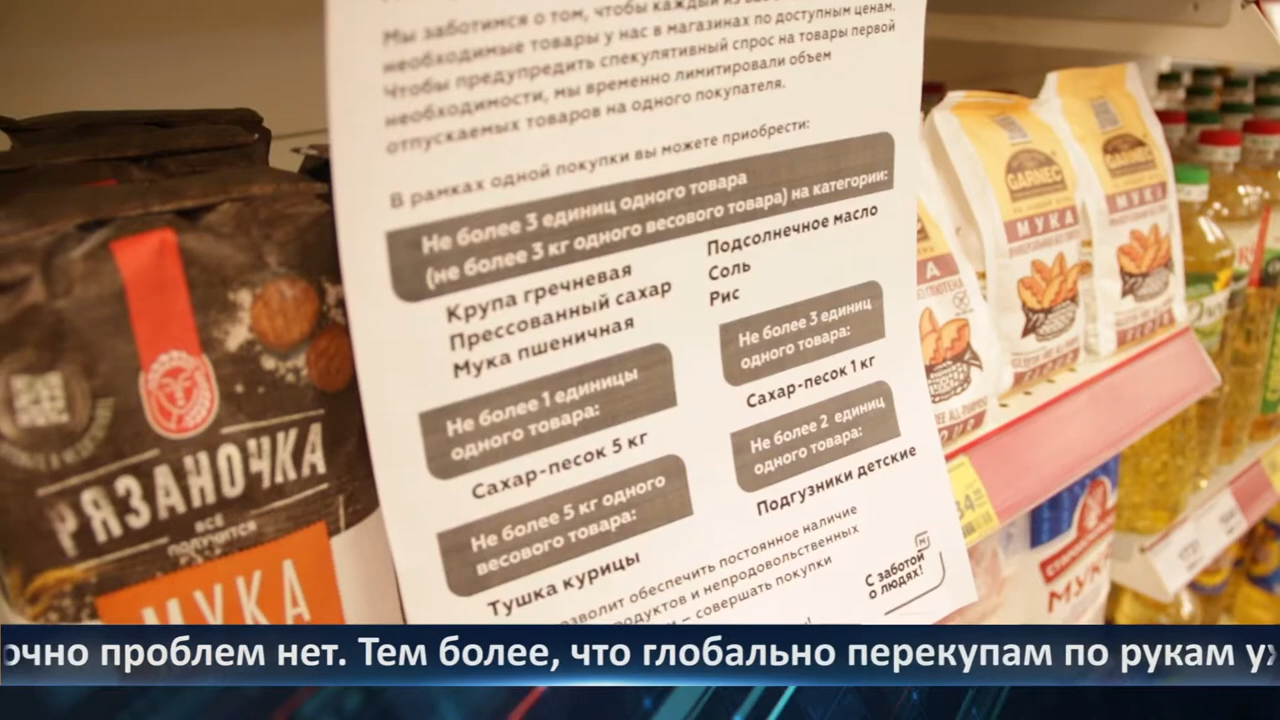 Мы заботимся о том, чтобы каждый из
необходимые товары у нас в магазинах по доступным ценам.
Чтобы предупредить спекулятивный спрос на товары первой
необходимости, мы временно лимитировали объем
отпускаемых товаров на одного покупателя.
В рамках одной покупки вы можете приобрести:
Не более 3 единиц одного товара
(не более 3 кг одного весового товара) на категории:
Крупа гречневая
Прессованный сахар
Мука пшеничная
Подсолнечное масло
Соль
Рис
Не более 1 единицы
одного товара:
Сахар-песок 5 кг
Не более 3 единиц
одного товара:
Сахар-песок 1 кг
Не более 5 кг одного
весового товара:
Тушка курицы
Не более 2 единиц
одного товара:
Подгузники детские
зволит обеспечить постоянное наличие
родуктов и непродовольственных
– совершать покупки
С заботой
о людях!
РЯЗАНОЧКА
ВСЁ
ПОЛУЧИТСЯ
МУКА
GARNEC
МУКА
GARNEC
МУКА
МУК
очно проблем нет. Тем более, что глобально перекупам по рукам уж